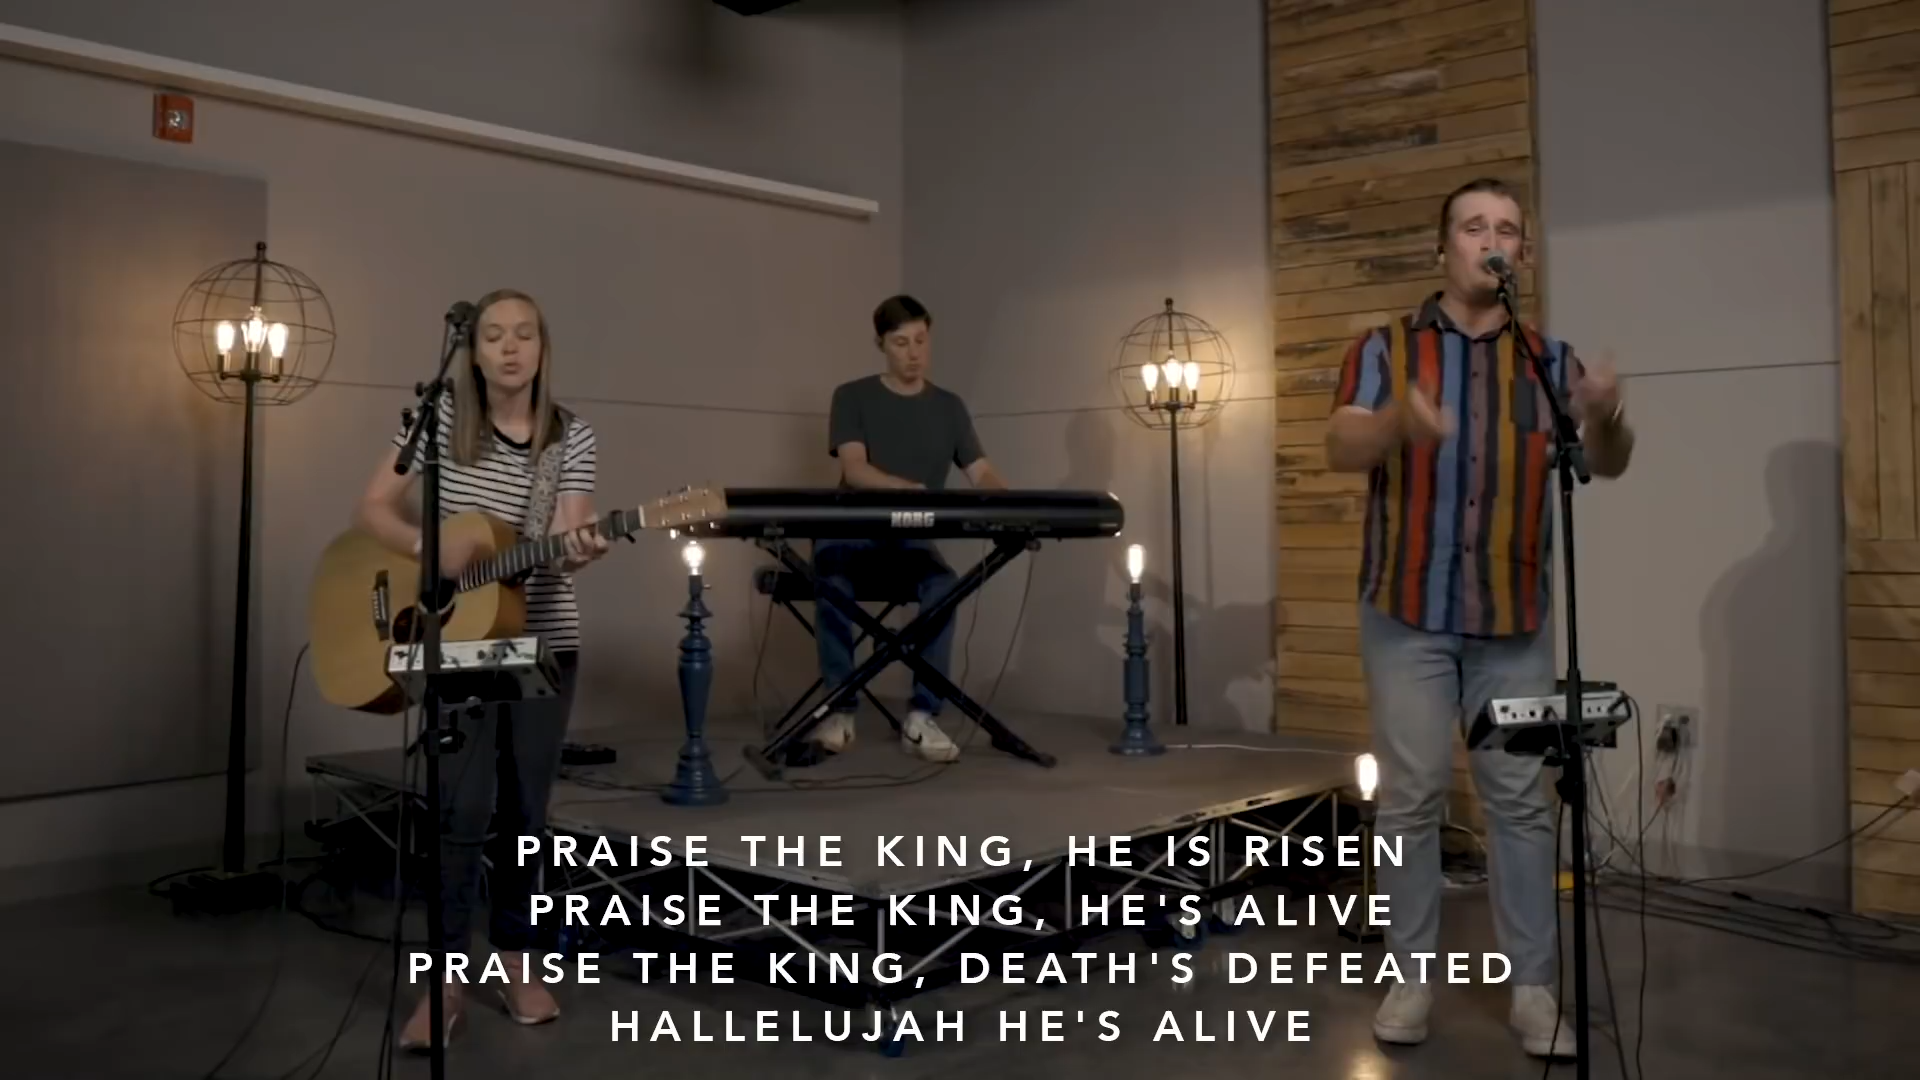 KORG
PRAISE THE KING, HE IS RISEN
PRAISE THE KING, HE'S ALIVE
PRAISE THE KING, DEATH'S DEFEATED
HALLELUJAH HE'S ALIVE